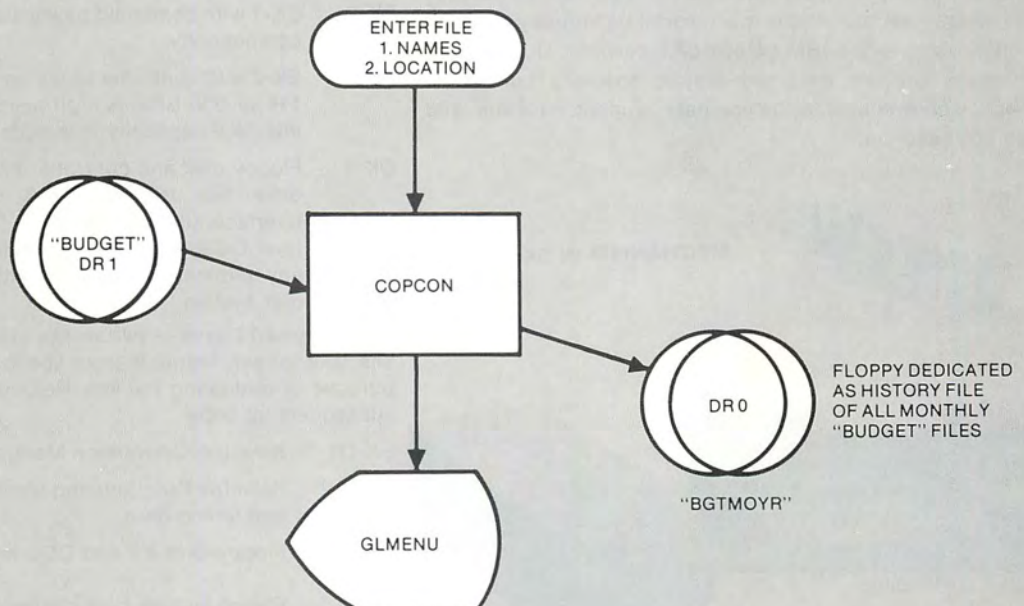 ENTER FILE
1. NAMES
2. LOCATION
"BUDGET"
DR 1
COPCON
DR 0
FLOPPY DEDICATED
AS HISTORY FILE
OF ALL MONTHLY
"BUDGET" FILES
"BGTMOYR"
GLMENU